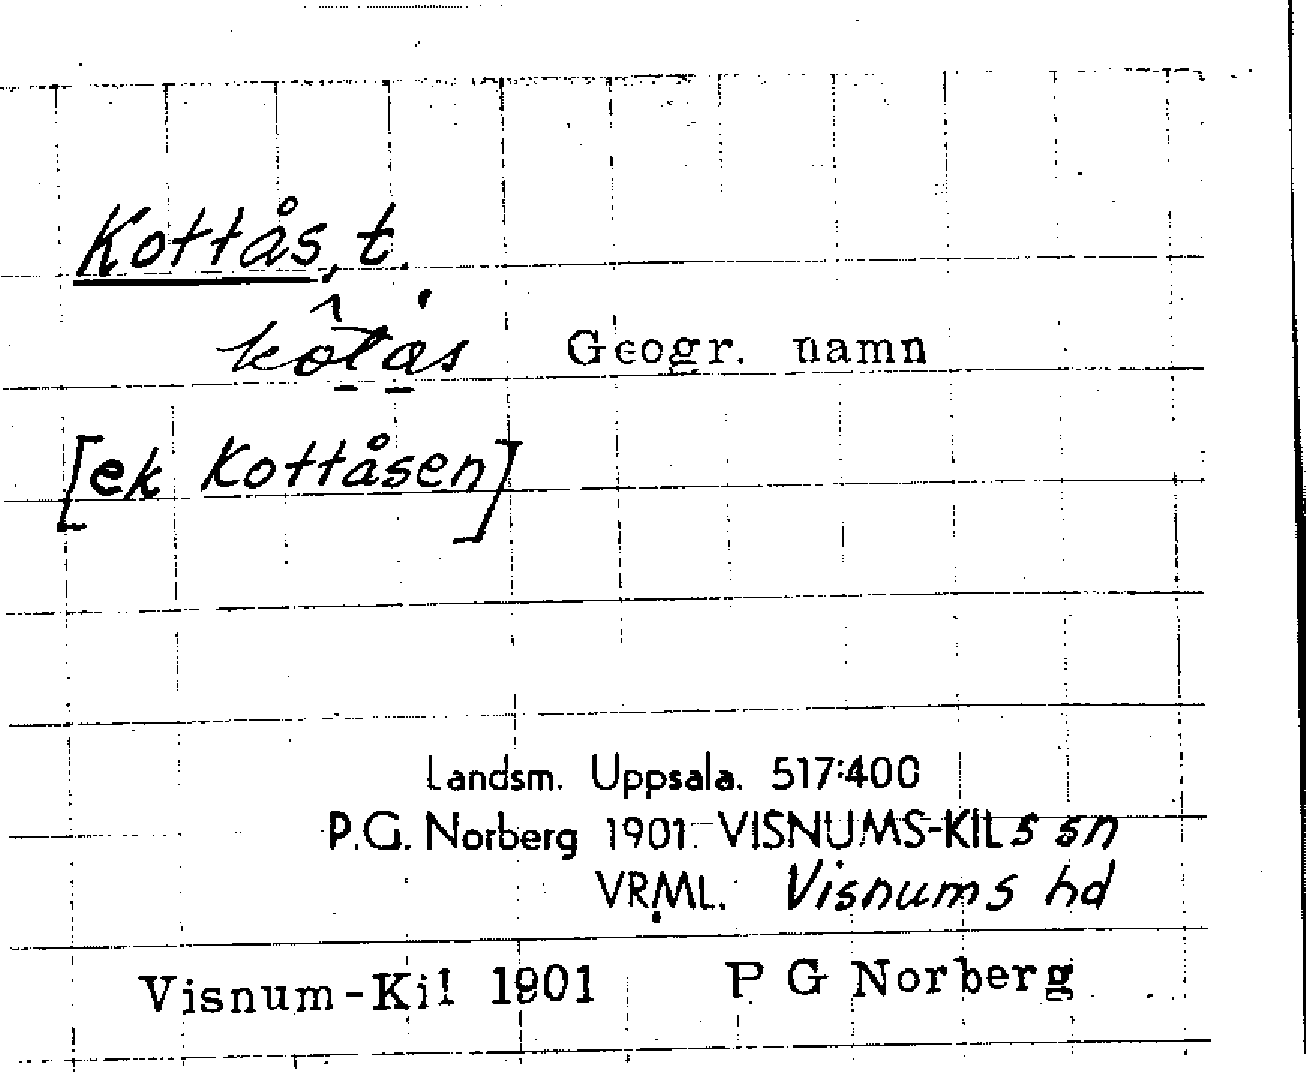 Kottås, t.
kôtás Geogr. namn
[ek Kottåsen]
Landsm. Uppsala. 517:400
P.G. Norberg 1901. VISNUMS-KILS sn
VRML. Visnums hd
Visnum-Kil 1901 P G Norberg